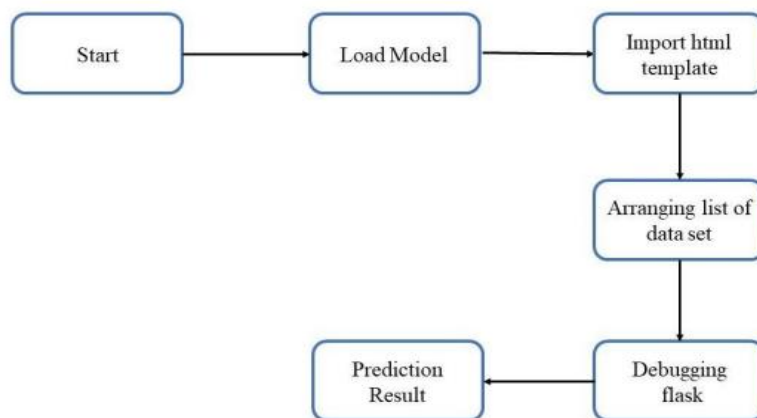 Start
Load Model
Import html
template
Arranging list of
data set
Debugging
flask
Prediction
Result